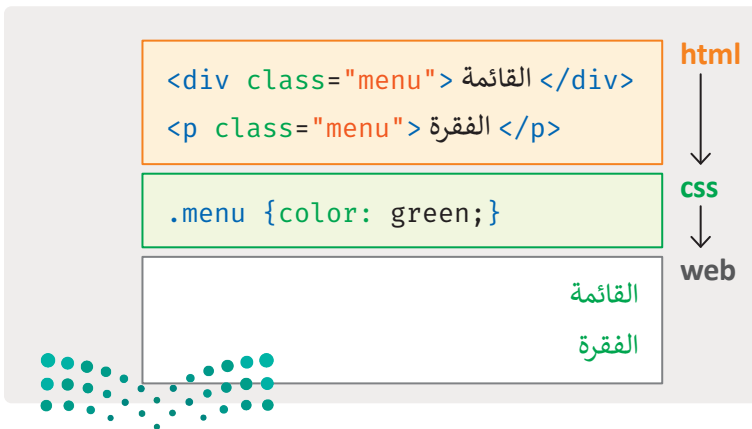 html
<div class="menu"> القائمة </div>
<p class="menu"> الفقرة </p>
css
.menu {color: green;}
web
القائمة
الفقرة